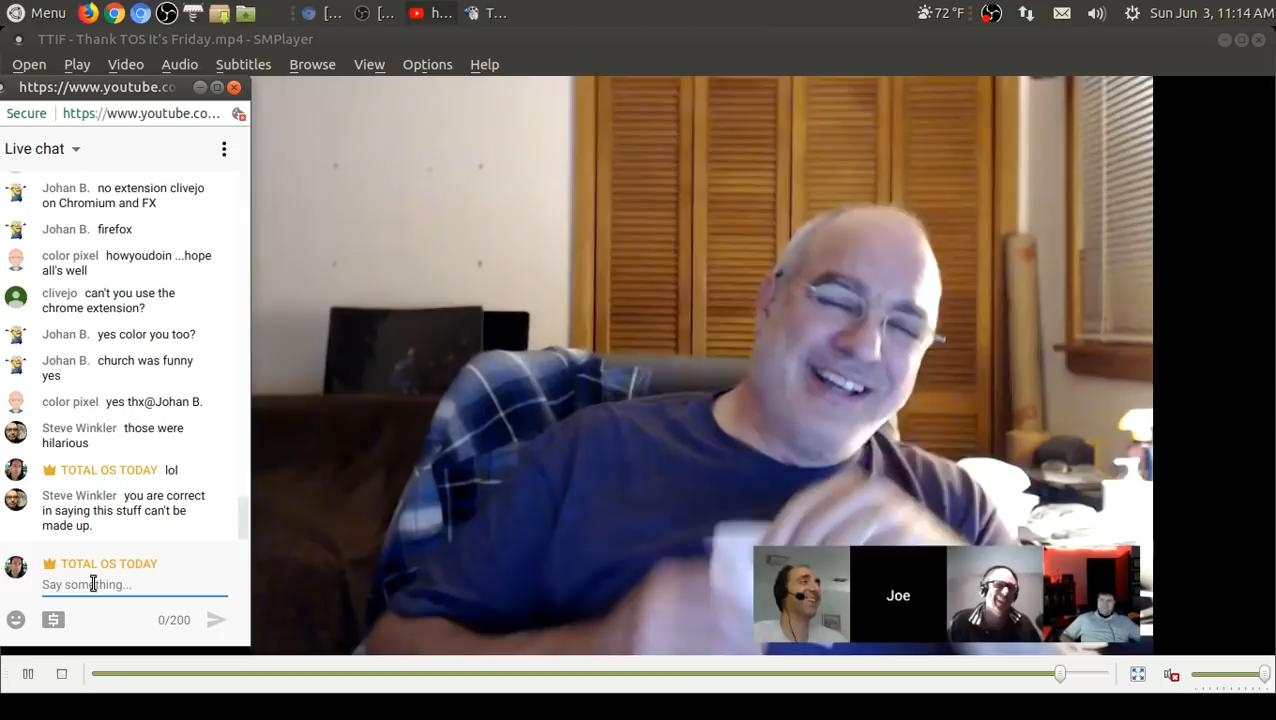 Menu [... [... h... T... 72 °F Sun Jun 3, 11:14 AM
TTIF - Thank TOS It's Friday.mp4 - SMPlayer
Open Play Video Audio Subtitles Browse View Options Help
https://www.youtube.co
Secure https://www.youtube.co...
Live chat
Johan B. no extension clivejo
on Chromium and FX
Johan B. firefox
color pixel howyoudoin ...hope
all's well
clivejo can't you use the
chrome extension?
Johan B. yes color you too?
Johan B. church was funny
yes
color pixel yes thx@Johan B.
Steve Winkler those were
hilarious
TOTAL OS TODAY lol
Steve Winkler you are correct
in saying this stuff can't be
made up.
TOTAL OS TODAY
Say something...
0/200
Joe